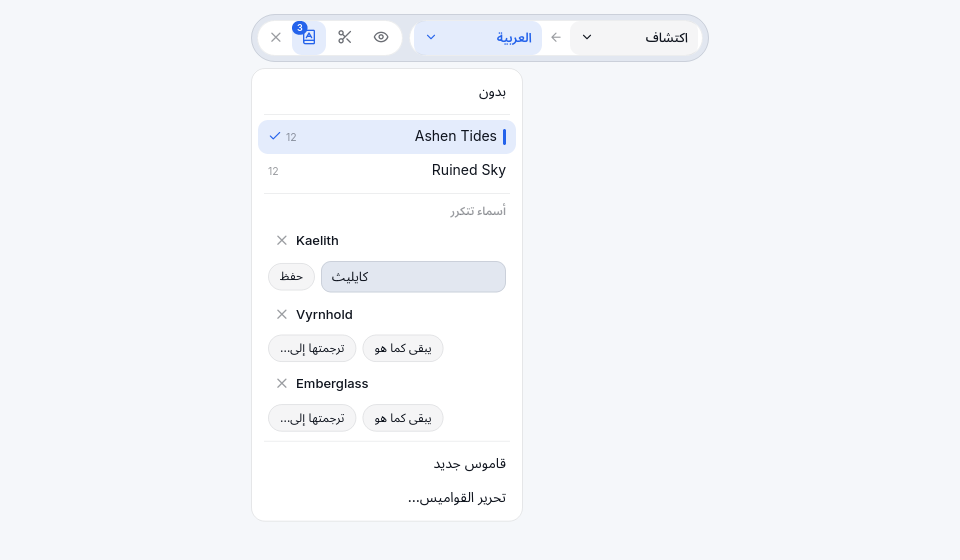 اكتشاف
العربية
3
بدون
Ashen Tides 12
Ruined Sky 12
أسماء تتكرر
Kaelith
كايليث
حفظ
Vyrnhold
يبقى كما هو
ترجمتها إلى...
Emberglass
يبقى كما هو
ترجمتها إلى...
قاموس جديد
تحرير القواميس...